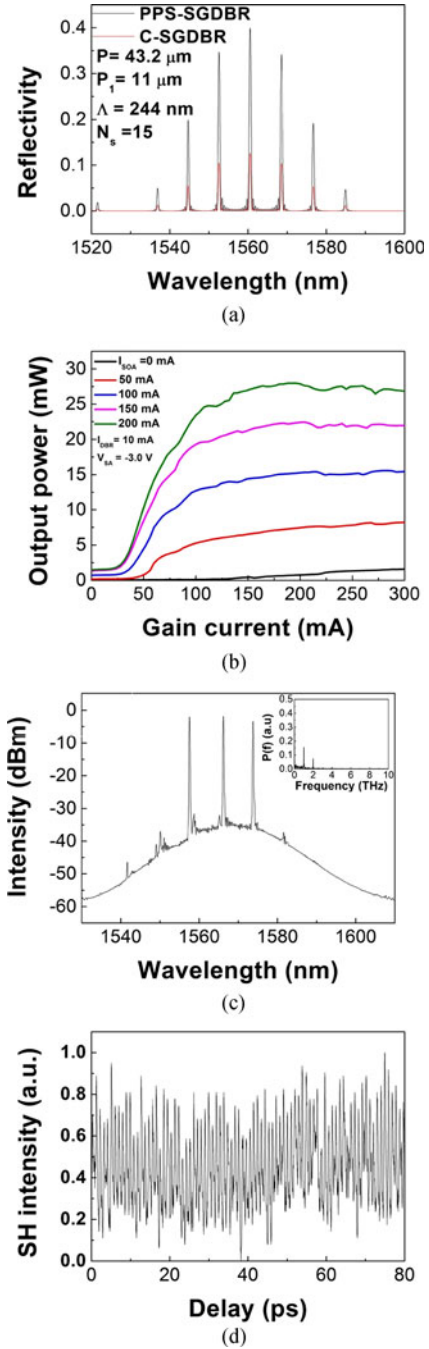 PPS-SGDBR
C-SGDBR
P= 43.2 μm
P1 = 11 μm
Λ = 244 nm
Ns =15
Reflectivity
0.4
0.3
0.2
0.1
0.0
1520 1540 1560 1580 1600
Wavelength (nm)
(a)
ISOA =0 mA
50 mA
100 mA
150 mA
200 mA
IDBR= 10 mA
VSA = -3.0 V
Output power (mW)
30
25
20
15
10
5
0
0 50 100 150 200 250 300
Gain current (mA)
(b)
Intensity (dBm)
0
-10
-20
-30
-40
-50
-60
P(f) (a.u)
0.5
0.4
0.3
0.2
0.1
0.0
0 2 4 6 8 10
Frequency (THz)
1540 1560 1580 1600
Wavelength (nm)
(c)
SH intensity (a.u.)
1.0
0.8
0.6
0.4
0.2
0.0
0 20 40 60 80
Delay (ps)
(d)